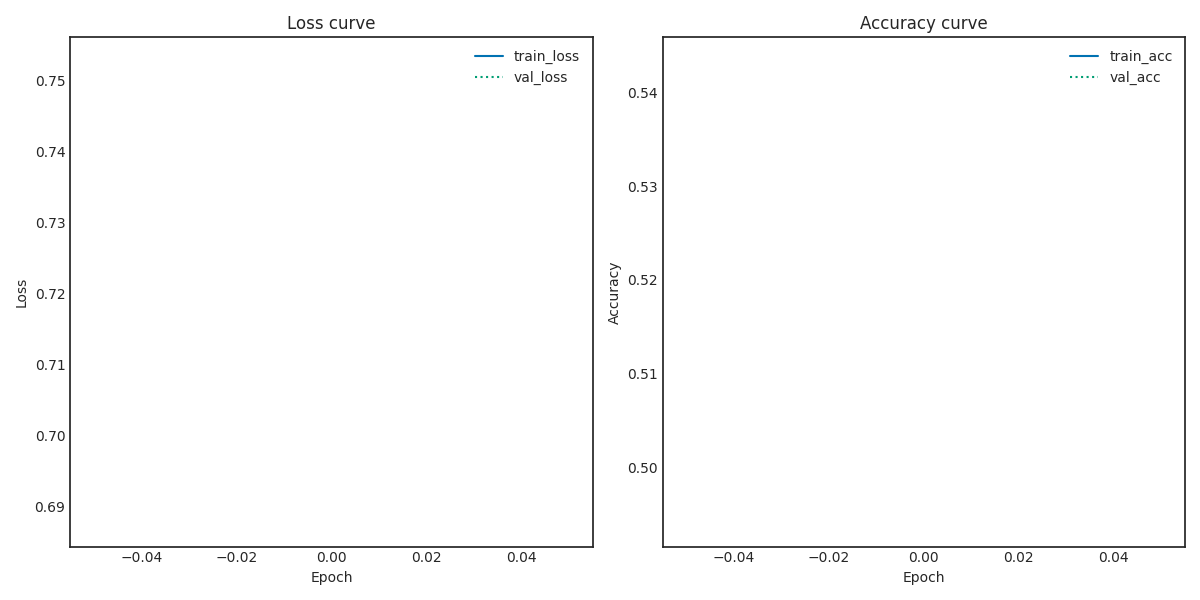 Loss curve
train_loss
val_loss
0.75
0.74
0.73
0.72
0.71
0.70
0.69
Loss
−0.04 −0.02 0.00 0.02 0.04
Epoch
Accuracy curve
train_acc
val_acc
0.54
0.53
0.52
0.51
0.50
Accuracy
−0.04 −0.02 0.00 0.02 0.04
Epoch